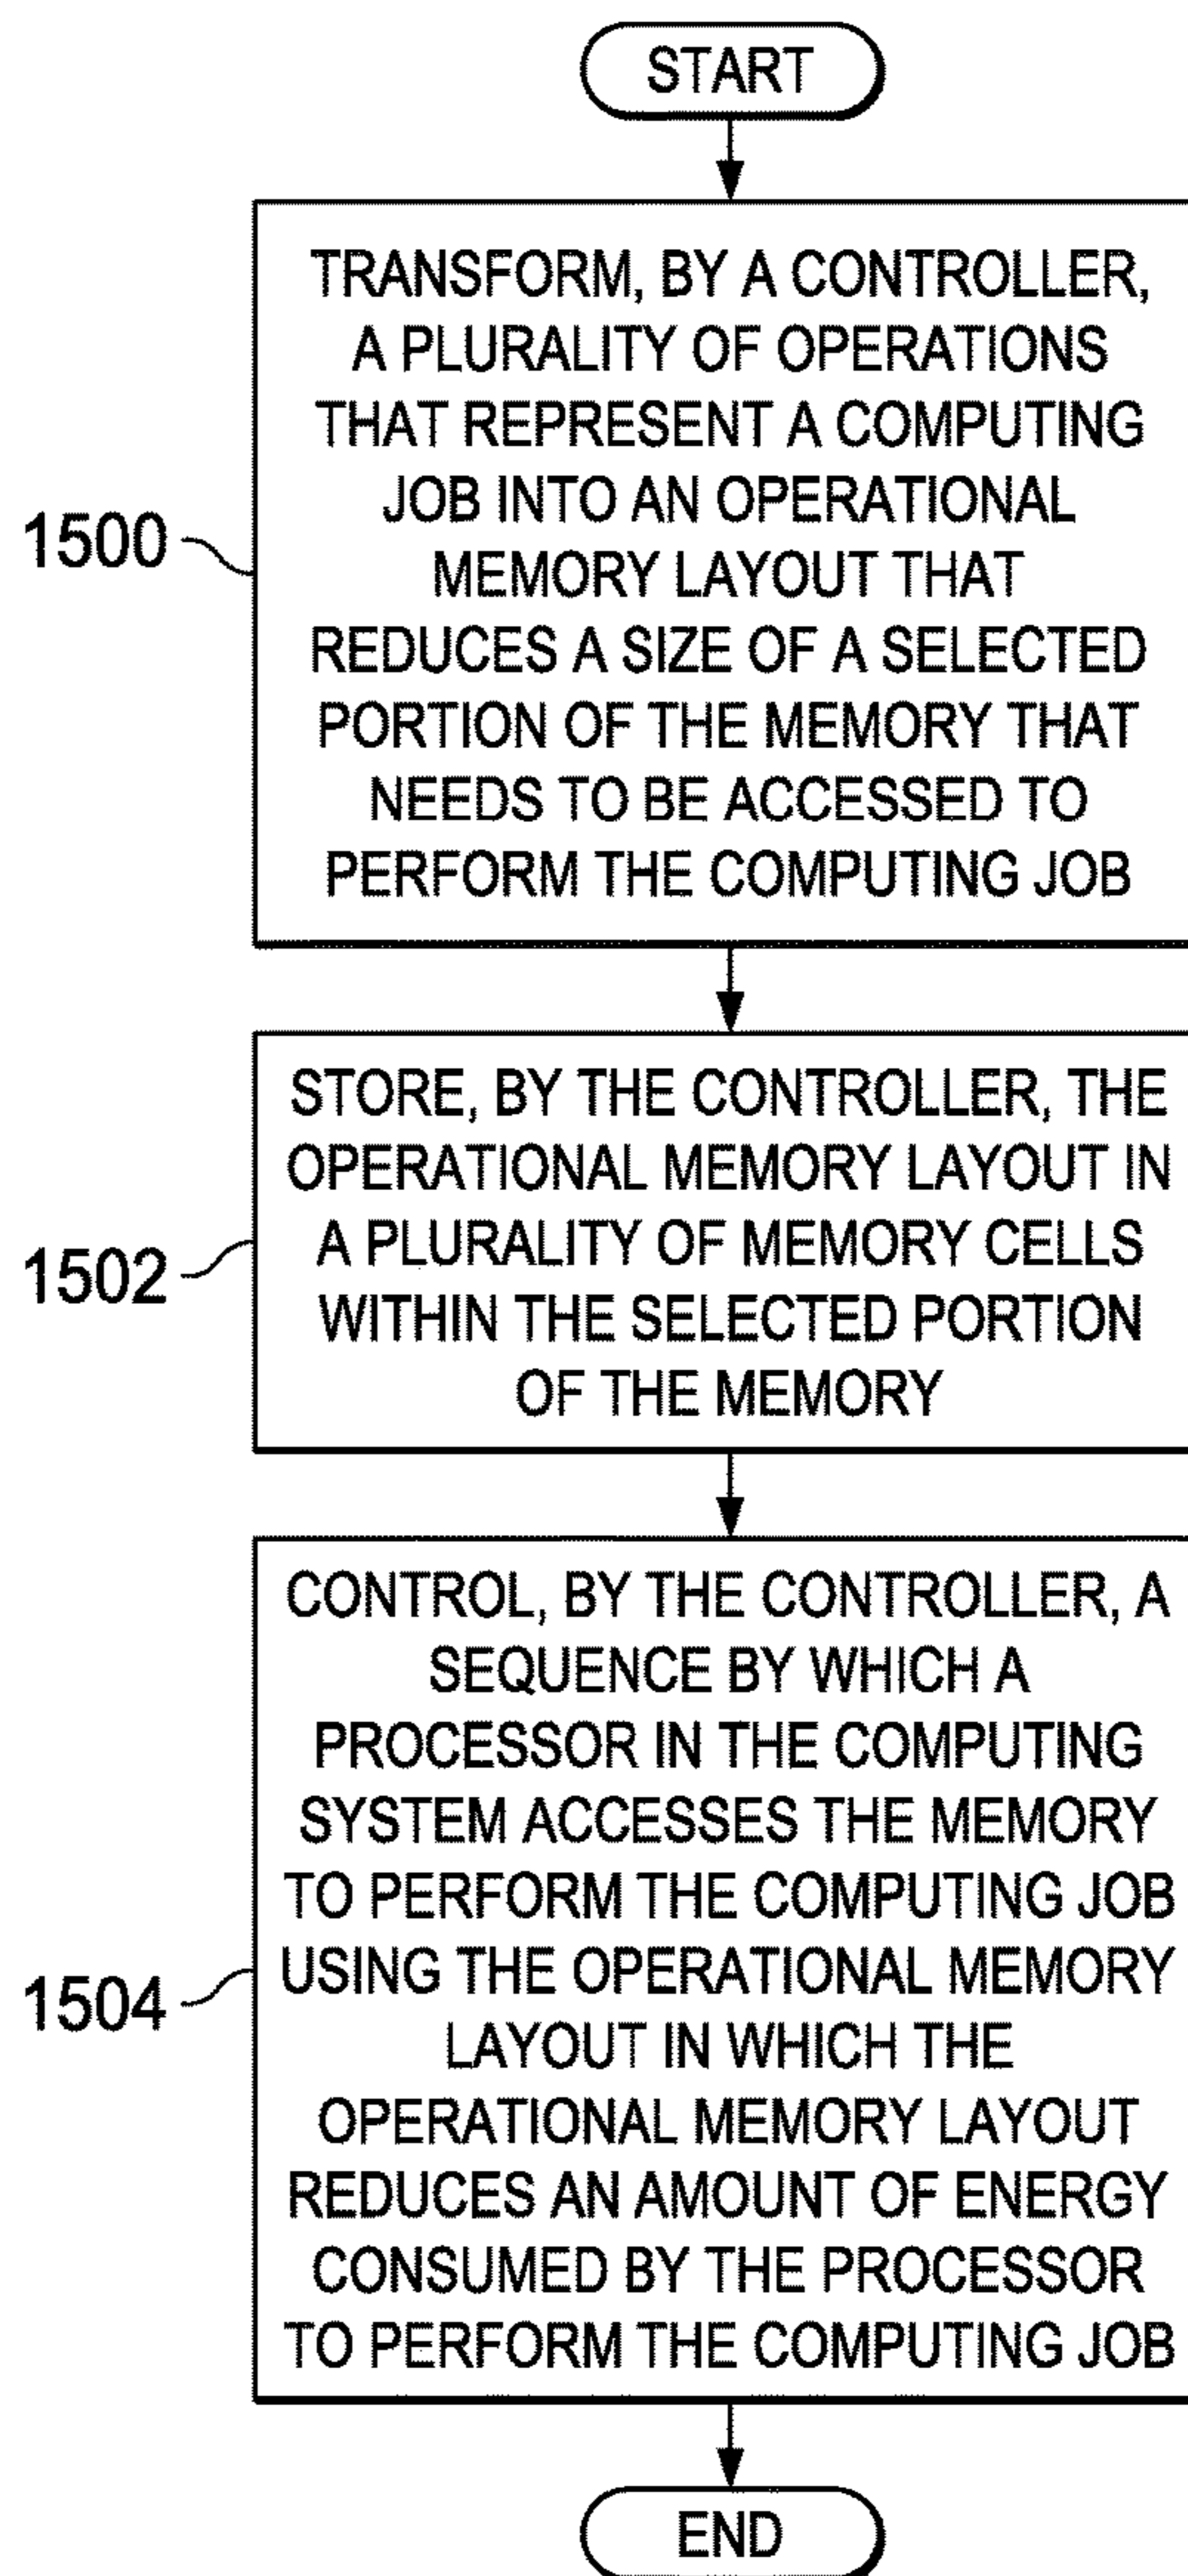 START
TRANSFORM, BY A CONTROLLER,
A PLURALITY OF OPERATIONS
THAT REPRESENT A COMPUTING
JOB INTO AN OPERATIONAL
MEMORY LAYOUT THAT
REDUCES A SIZE OF A SELECTED
PORTION OF THE MEMORY THAT
NEEDS TO BE ACCESSED TO
PERFORM THE COMPUTING JOB
1500
STORE, BY THE CONTROLLER, THE
OPERATIONAL MEMORY LAYOUT IN
A PLURALITY OF MEMORY CELLS
WITHIN THE SELECTED PORTION
OF THE MEMORY
1502
CONTROL, BY THE CONTROLLER, A
SEQUENCE BY WHICH A
PROCESSOR IN THE COMPUTING
SYSTEM ACCESSES THE MEMORY
TO PERFORM THE COMPUTING JOB
USING THE OPERATIONAL MEMORY
LAYOUT IN WHICH THE
OPERATIONAL MEMORY LAYOUT
REDUCES AN AMOUNT OF ENERGY
CONSUMED BY THE PROCESSOR
TO PERFORM THE COMPUTING JOB
1504
END